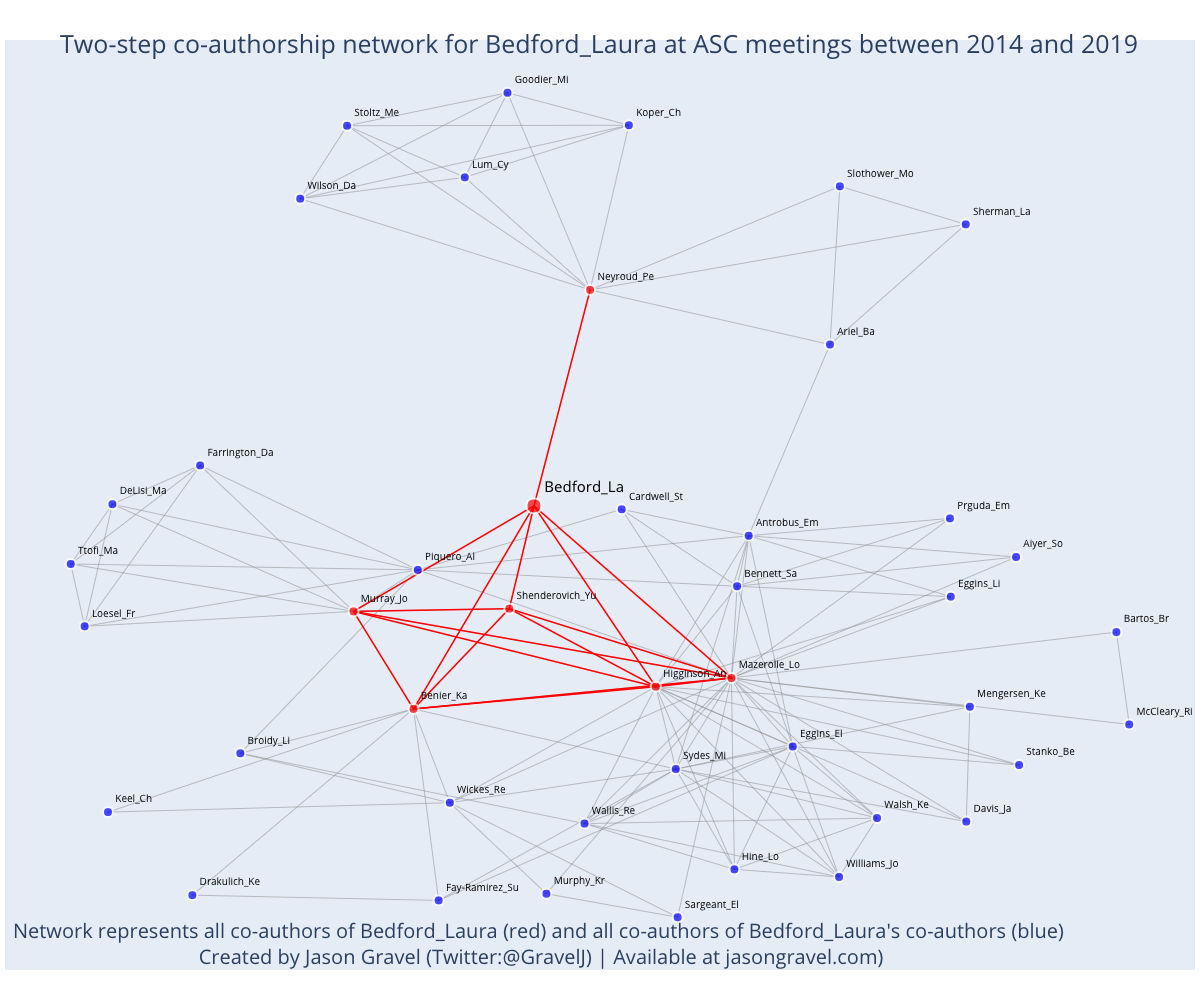 Two-step co-authorship network for Bedford_Laura at ASC meetings between 2014 and 2019
Goodier_Mi
Stoltz_Me
Koper_Ch
Lum_Cy
Wilson_Da
Slothower_Mo
Sherman_La
Neyroud_Pe
Ariel_Ba
Farrington_Da
DeLisi_Ma
Bedford_La
Cardwell_St
Prguda_Em
Antrobus_Em
Ttofi_Ma
Piquero_Al
Aiyer_So
Bennett_Sa
Eggins_Li
Loesel_Fr
Murray_Jo
Shenderovich_Yu
Bartos_Br
Mazerolle_Lo
Higginson_An
Benier_Ka
Mengersen_Ke
McCleary_Ri
Broidy_Li
Sydes_Mi
Eggins_El
Stanko_Be
Keel_Ch
Wickes_Re
Wallis_Re
Walsh_Ke
Davis_Ja
Hine_Lo
Williams_Jo
Drakulich_Ke
Fay-Ramirez_Su
Murphy_Kr
Sargeant_El
Network represents all co-authors of Bedford_Laura (red) and all co-authors of Bedford_Laura's co-authors (blue)
Created by Jason Gravel (Twitter:@GravelJ) | Available at jasongravel.com)